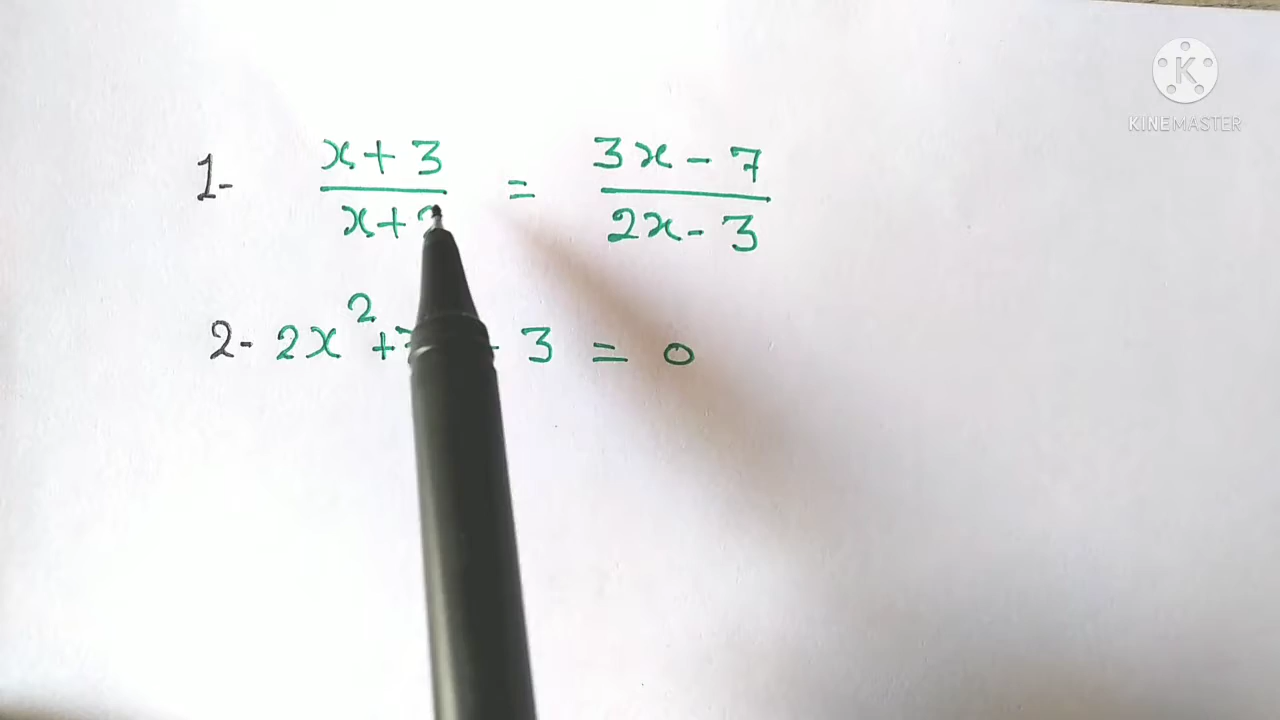 K
KINEMASTER
1- x + 3 / x + = 3x - 7 / 2x - 3
2- 2x² + - 3 = 0